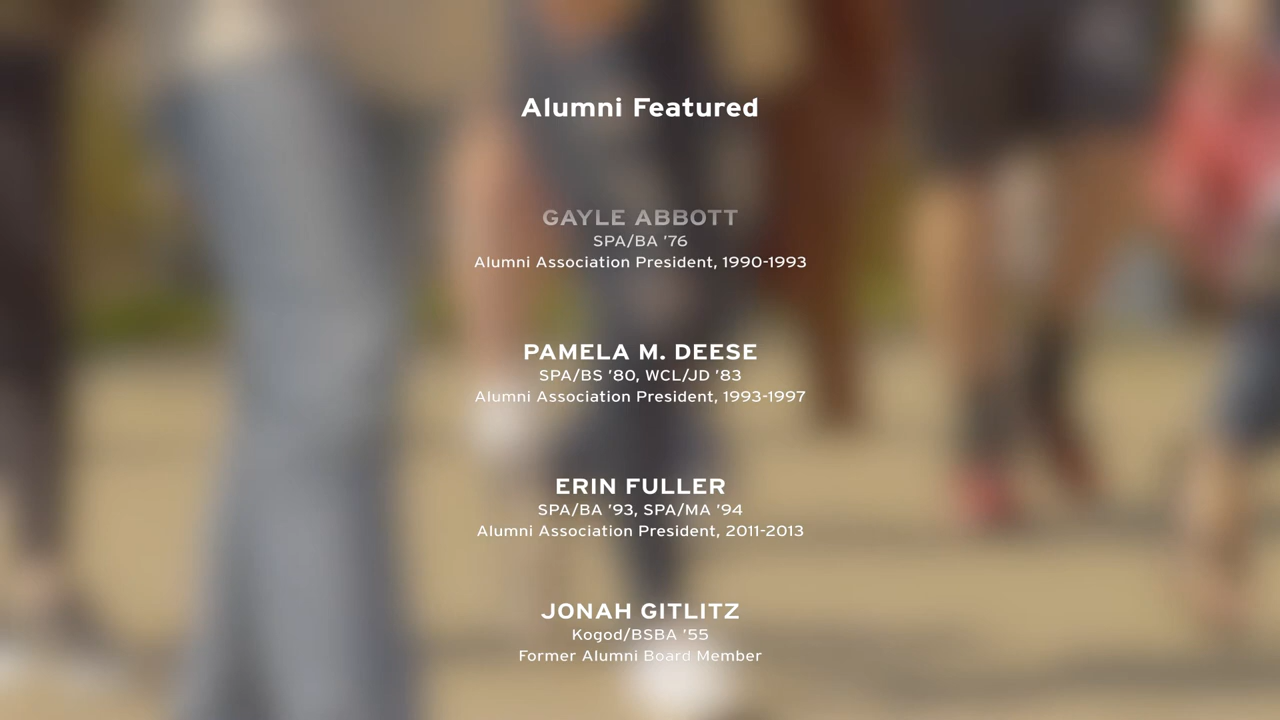 Alumni Featured
GAYLE ABBOTT
SPA/BA ’76
Alumni Association President, 1990-1993
PAMELA M. DEESE
SPA/BS ’80, WCL/JD ’83
Alumni Association President, 1993-1997
ERIN FULLER
SPA/BA ’93, SPA/MA ’94
Alumni Association President, 2011-2013
JONAH GITLITZ
Kogod/BSBA ’55
Former Alumni Board Member